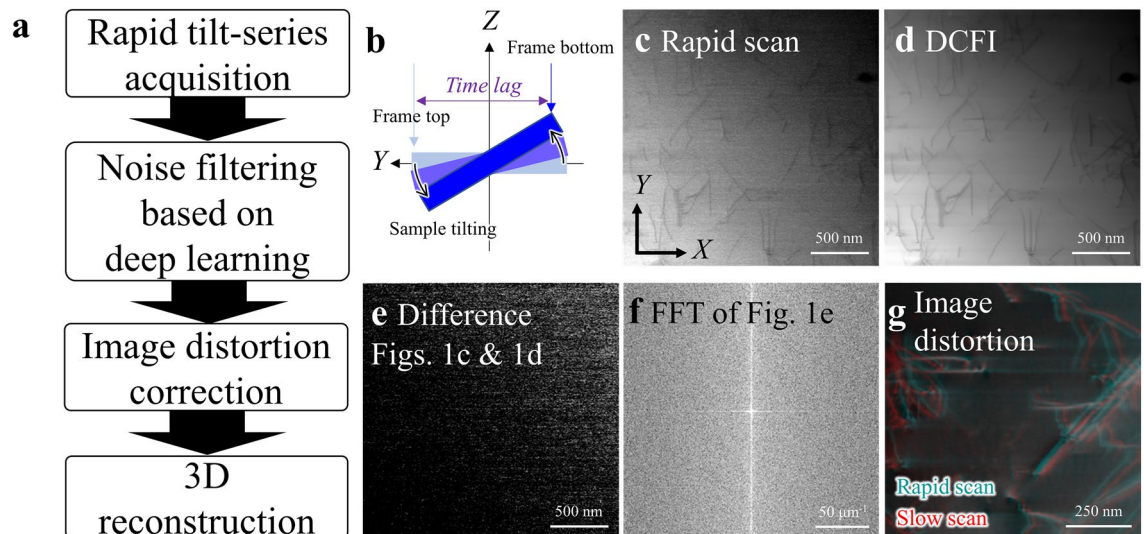 a
Rapid tilt-series
acquisition
Noise filtering
based on
deep learning
Image distortion
correction
3D
reconstruction
b
Z
Frame bottom
Time lag
Frame top
Y
Sample tilting
c Rapid scan
Y
X
500 nm
d DCFI
500 nm
e Difference
Figs. 1c & 1d
500 nm
f FFT of Fig. 1e
50 μm-1
g Image
distortion
Rapid scan
Slow scan
250 nm